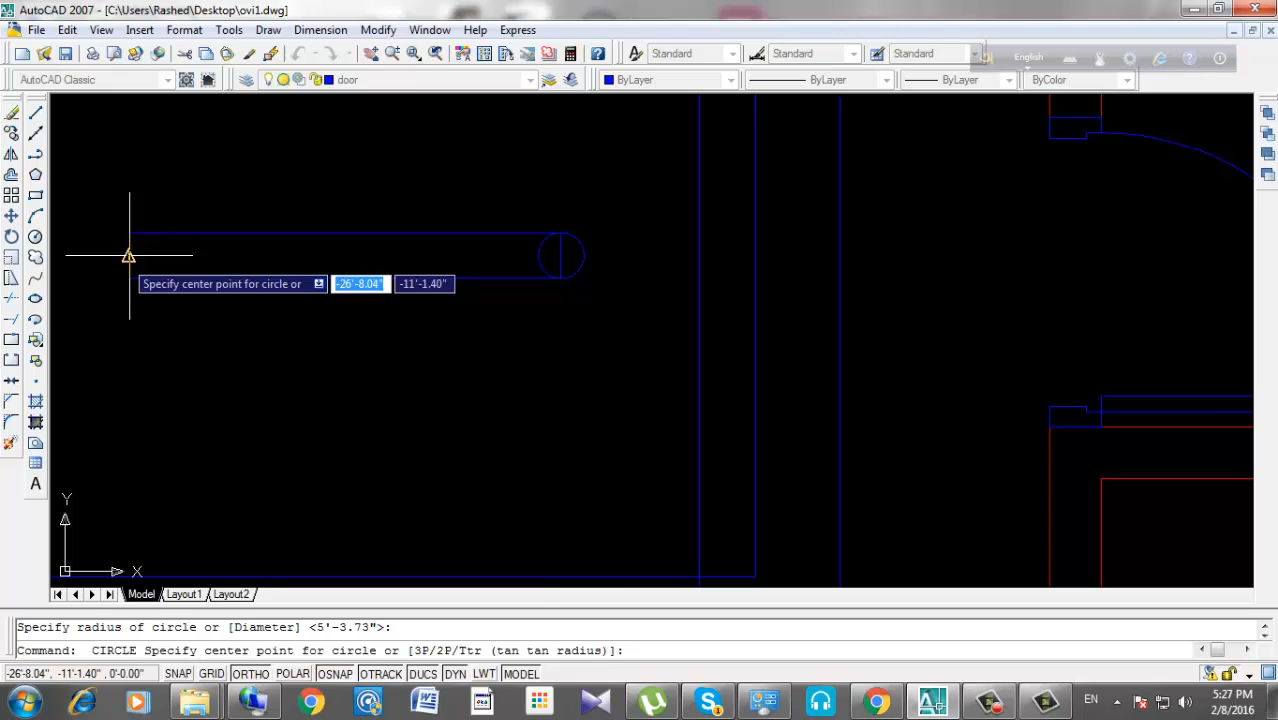 AutoCAD 2007 - [C:\Users\Rashed\Desktop\ovi1.dwg]
File Edit View Insert Format Tools Draw Dimension Modify Window Help Express
Standard Standard Standard English
AutoCAD Classic door ByLayer ByLayer ByLayer ByColor
Specify center point for circle or -26'-8.04" -11'-1.40"
Y
X
Model Layout1 Layout2
Specify radius of circle or [Diameter] <5'-3.73">:
Command: CIRCLE Specify center point for circle or [3P/2P/Ttr (tan tan radius)]:
-26'-8.04", -11'-1.40" , 0'-0.00" SNAP GRID ORTHO POLAR OSNAP OTRACK DUCS DYN LWT MODEL
EN 5:27 PM
2/8/2016